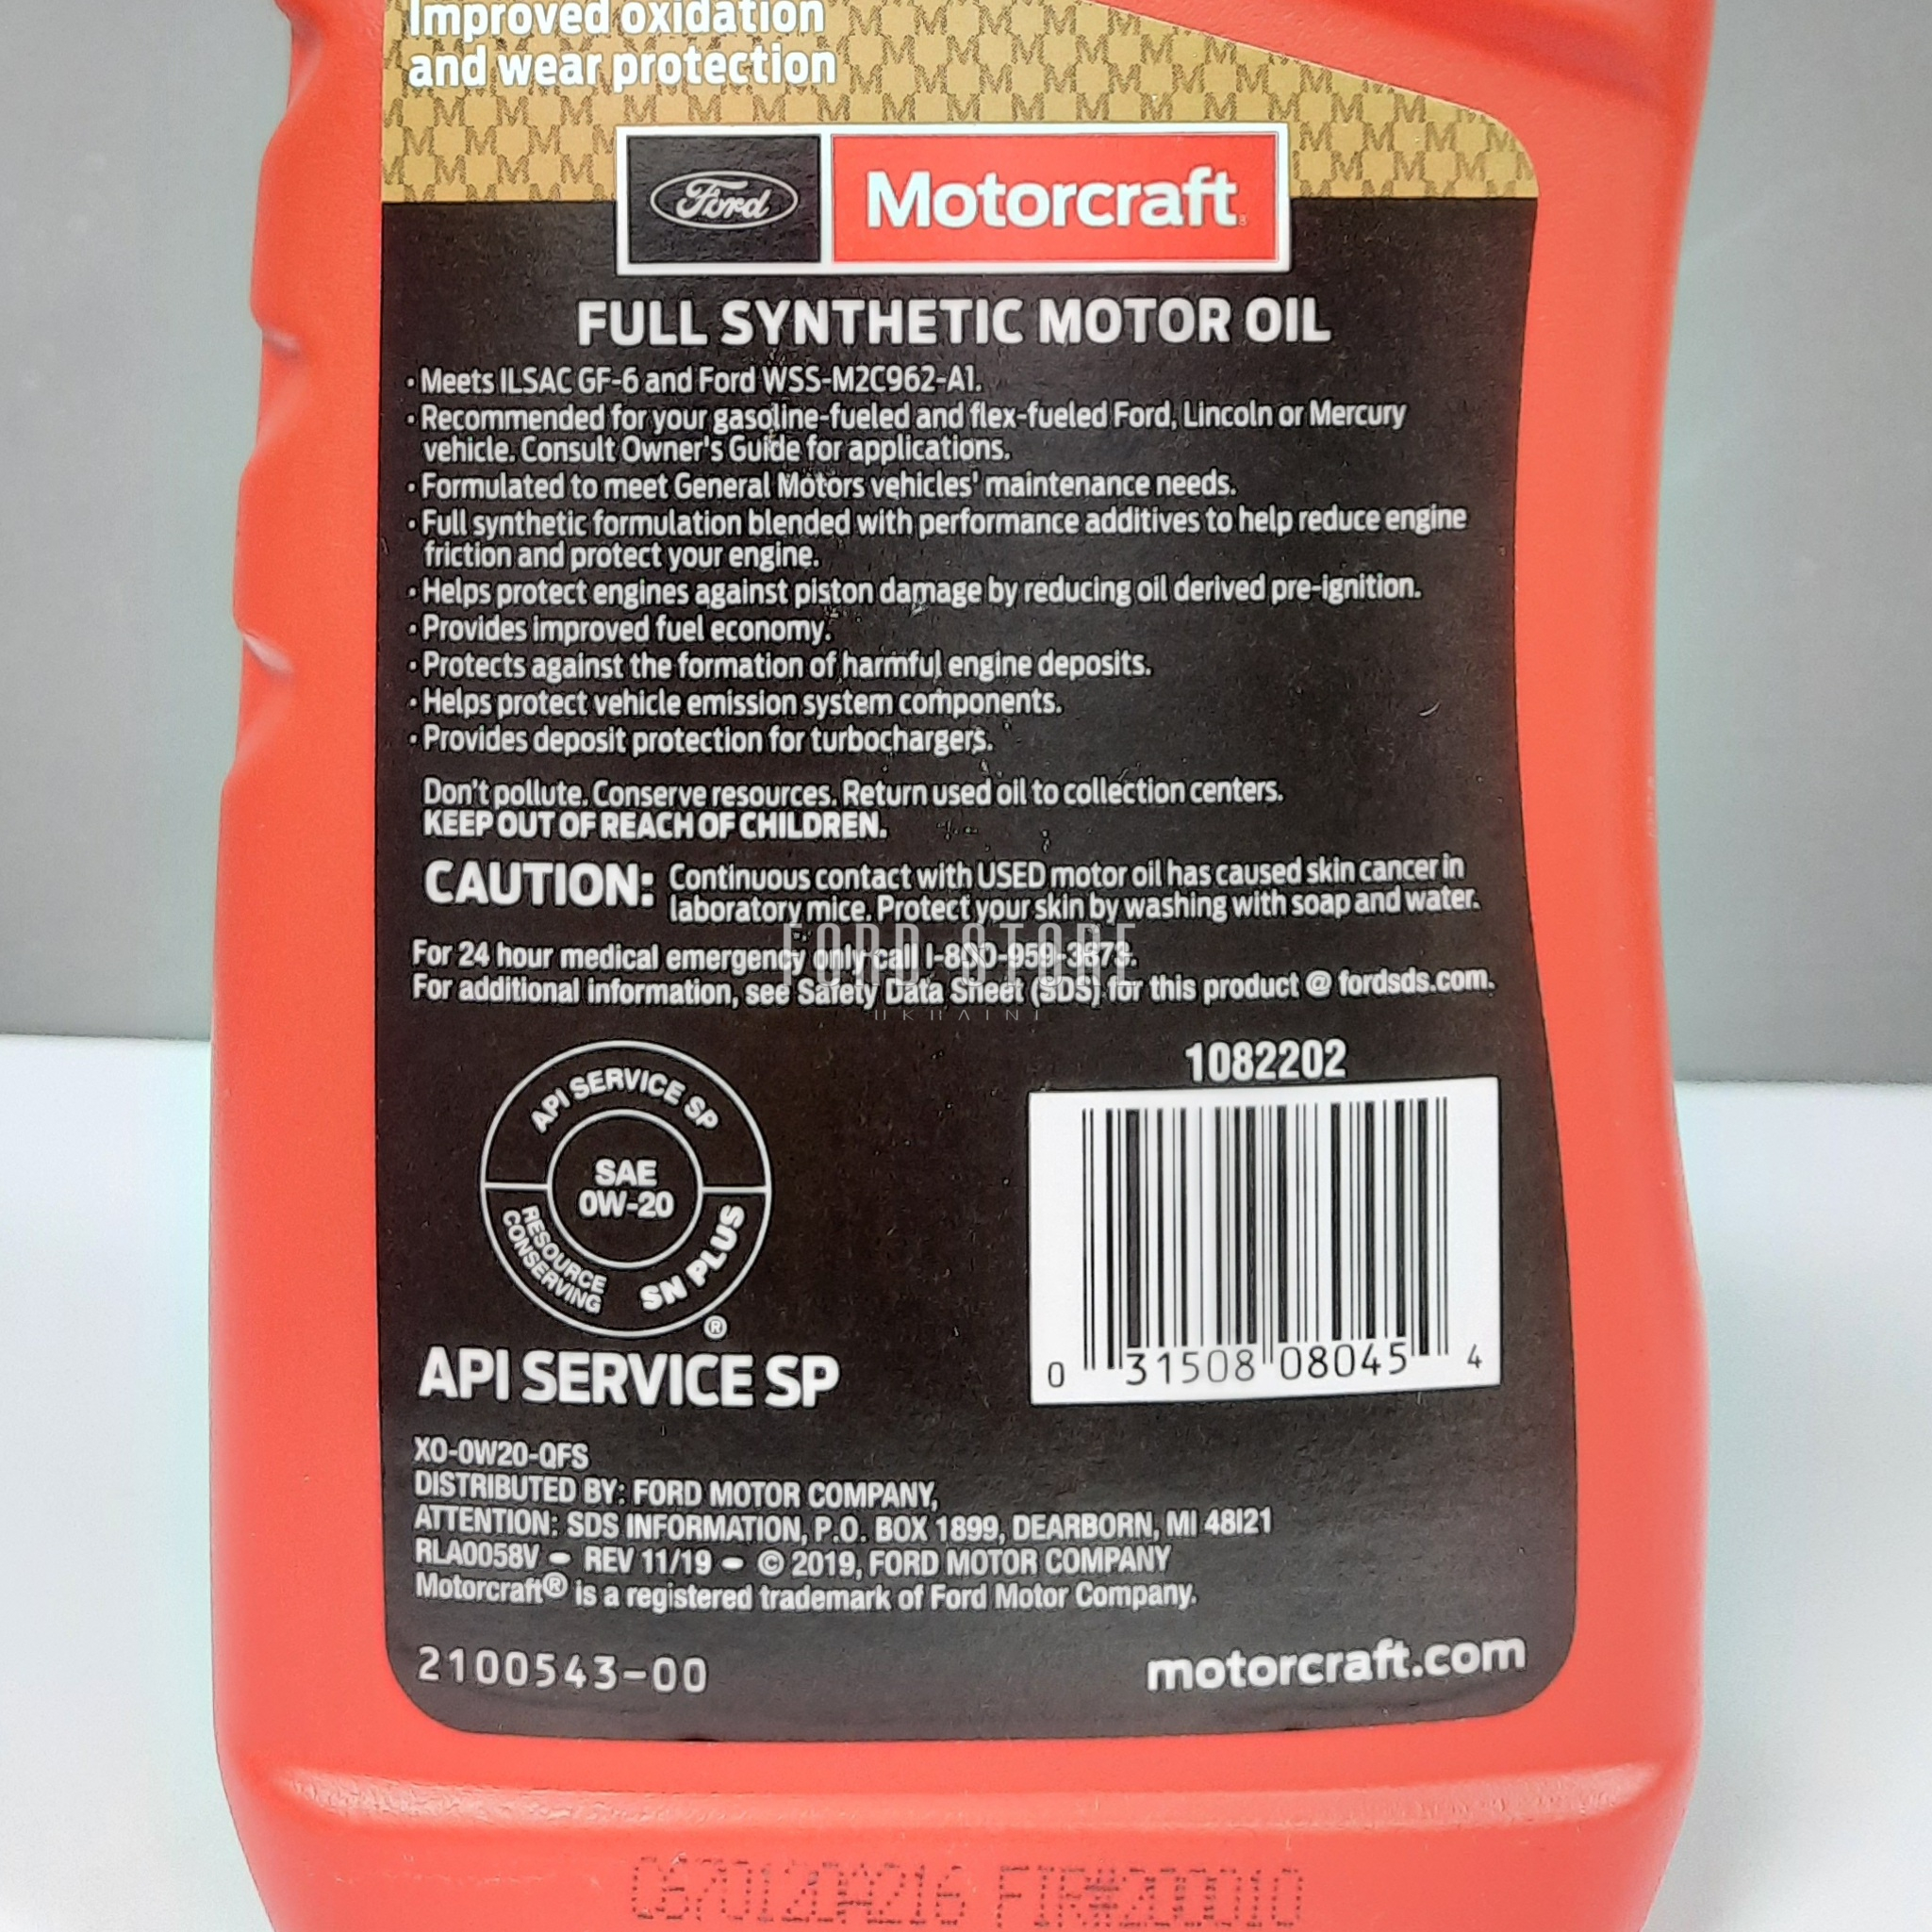 Improved oxidation
and wear protection
Ford Motorcraft
FULL SYNTHETIC MOTOR OIL
• Meets ILSAC GF-6 and Ford WSS-M2C962-A1.
• Recommended for your gasoline-fueled and flex-fueled Ford, Lincoln or Mercury
vehicle. Consult Owner's Guide for applications.
• Formulated to meet General Motors vehicles' maintenance needs.
• Full synthetic formulation blended with performance additives to help reduce engine
friction and protect your engine.
• Helps protect engines against piston damage by reducing oil derived pre-ignition.
• Provides improved fuel economy.
• Protects against the formation of harmful engine deposits.
• Helps protect vehicle emission system components.
• Provides deposit protection for turbochargers.
Don't pollute. Conserve resources. Return used oil to collection centers.
KEEP OUT OF REACH OF CHILDREN.
CAUTION: Continuous contact with USED motor oil has caused skin cancer in
laboratory mice. Protect your skin by washing with soap and water.
For 24 hour medical emergency only call 1-800-959-3673.
FORD STORE
For additional information, see Safety Data Sheet (SDS) for this product @ fordsds.com.
UKRAINI
1082202
API SERVICE SP
SAE
0W-20
RESOURCE
CONSERVING
SN PLUS
®
0 31508 08045 4
API SERVICE SP
XO-0W20-QFS
DISTRIBUTED BY: FORD MOTOR COMPANY,
ATTENTION: SDS INFORMATION, P.O. BOX 1899, DEARBORN, MI 48121
RLA0058V – REV 11/19 – © 2019, FORD MOTOR COMPANY
Motorcraft® is a registered trademark of Ford Motor Company.
2100543-00
motorcraft.com